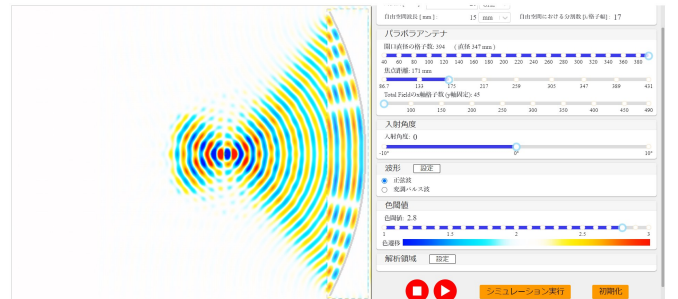 自由空間波長 [mm] : 15 mm 自由空間における分割数 [λ/格子幅] : 17
パラボラアンテナ
開口直径の格子数: 394 (直径 347 mm)
40 60 80 100 120 140 160 180 200 220 240 260 280 300 320 340 360 380
焦点距離: 171 mm
86.7 133 175 217 259 305 347 389 431
Total Fieldのx軸格子数(y軸固定): 45
100 150 200 250 300 350 400 450 490
入射角度
入射角度: 0
-10° 0° 10°
波形 設定
正弦波
変調パルス波
色閾値
色閾値: 2.8
1 1.5 2 2.5 3
色遷移
解析領域 設定
シミュレーション実行 初期化